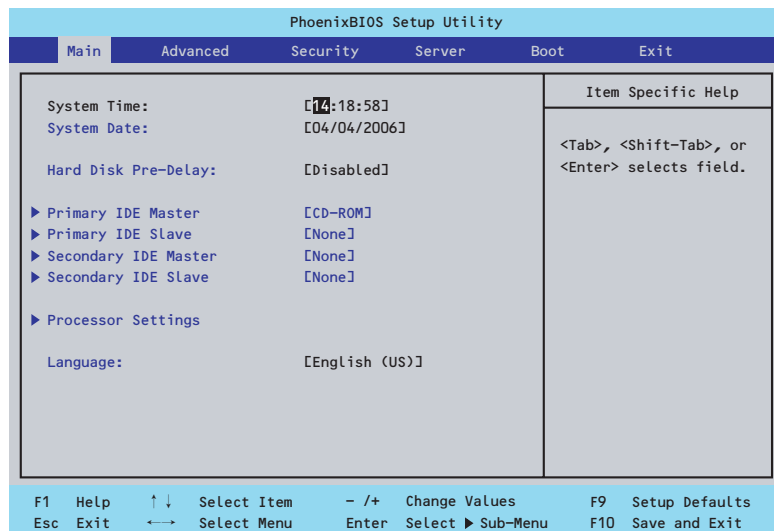 PhoenixBIOS Setup Utility
Main Advanced Security Server Boot Exit
System Time: [14:18:58]
System Date: [04/04/2006]
Hard Disk Pre-Delay: [Disabled]
▶ Primary IDE Master [CD-ROM]
▶ Primary IDE Slave [None]
▶ Secondary IDE Master [None]
▶ Secondary IDE Slave [None]
▶ Processor Settings
Language: [English (US)]
Item Specific Help
<Tab>, <Shift-Tab>, or
<Enter> selects field.
F1 Help ↑↓ Select Item - /+ Change Values F9 Setup Defaults
Esc Exit ←→ Select Menu Enter Select ▶ Sub-Menu F10 Save and Exit